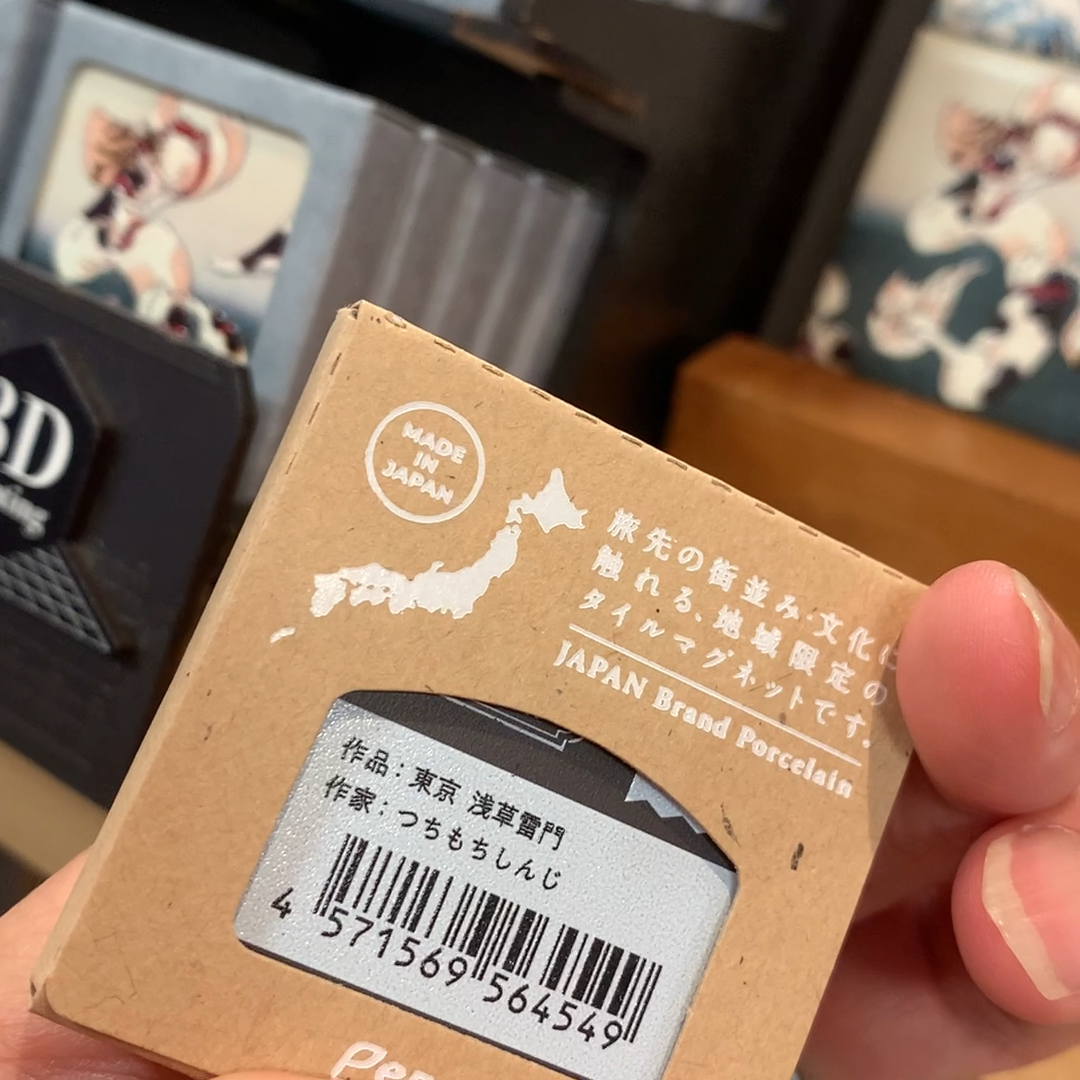 MADE
IN
JAPAN
旅先の街並み・文化に
触れる、地域限定の
タイルマグネットです。
JAPAN Brand Porcelain
作品：東京 浅草雷門
作家：つちもちしんじ
4 571569 564549